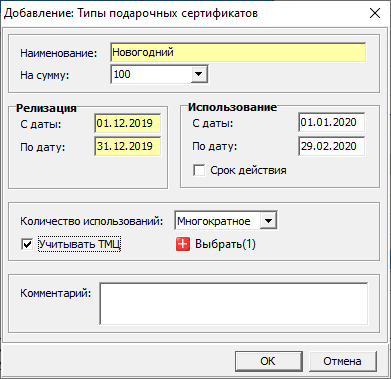 Добавление: Типы подарочных сертификатов
Наименование: Новогодний
На сумму: 100
Релизация
С даты: 01.12.2019
По дату: 31.12.2019
Использование
С даты: 01.01.2020
По дату: 29.02.2020
Срок действия
Количество использований: Многократное
Учитывать ТМЦ Выбрать(1)
Комментарий:
OK Отмена